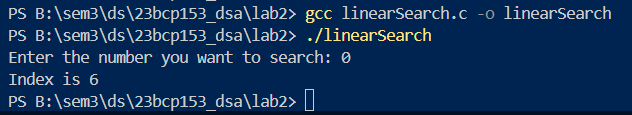 PS B:\sem3\ds\23bcp153_dsa\lab2> gcc linearSearch.c -o linearSearch
PS B:\sem3\ds\23bcp153_dsa\lab2> ./linearSearch
Enter the number you want to search: 0
Index is 6
PS B:\sem3\ds\23bcp153_dsa\lab2>